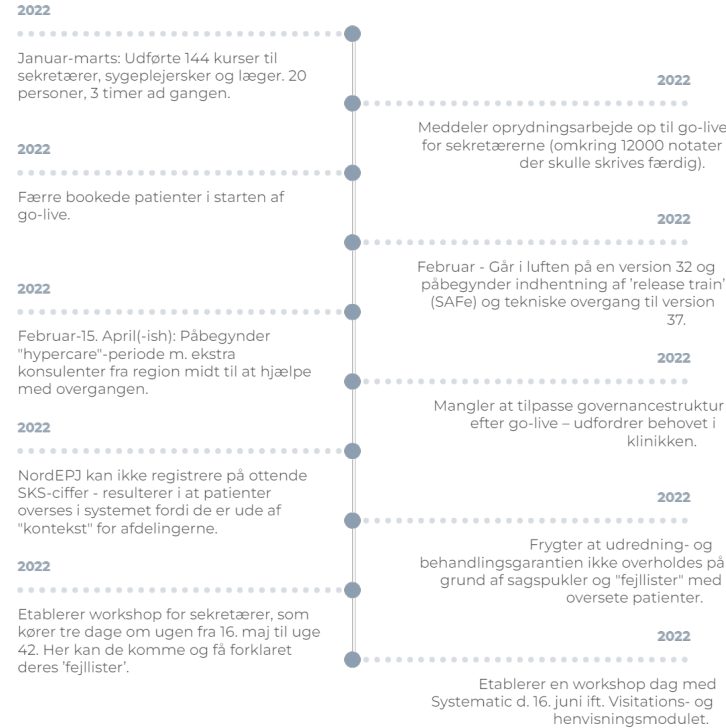 2022
Januar-marts: Udførte 144 kurser til
sekretærer, sygeplejersker og læger. 20
personer, 3 timer ad gangen.
2022
Meddeler oprydningsarbejde op til go-live
for sekretærerne (omkring 12000 notater
der skulle skrives færdig).
2022
Færre bookede patienter i starten af
go-live.
2022
Februar - Går i luften på en version 32 og
påbegynder indhentning af 'release train'
(SAFe) og tekniske overgang til version
37.
2022
Februar-15. April(-ish): Påbegynder
"hypercare"-periode m. ekstra
konsulenter fra region midt til at hjælpe
med overgangen.
2022
Mangler at tilpasse governancestruktur
efter go-live – udfordrer behovet i
klinikken.
2022
NordEPJ kan ikke registrere på ottende
SKS-ciffer - resulterer i at patienter
overses i systemet fordi de er ude af
"kontekst" for afdelingerne.
2022
Frygter at udredning- og
behandlingsgarantien ikke overholdes på
grund af sagspukler og "fejllister" med
oversete patienter.
2022
Etablerer workshop for sekretærer, som
kører tre dage om ugen fra 16. maj til uge
42. Her kan de komme og få forklaret
deres 'fejllister'.
2022
Etablerer en workshop dag med
Systematic d. 16. juni ift. Visitations- og
henvisningsmodulet.